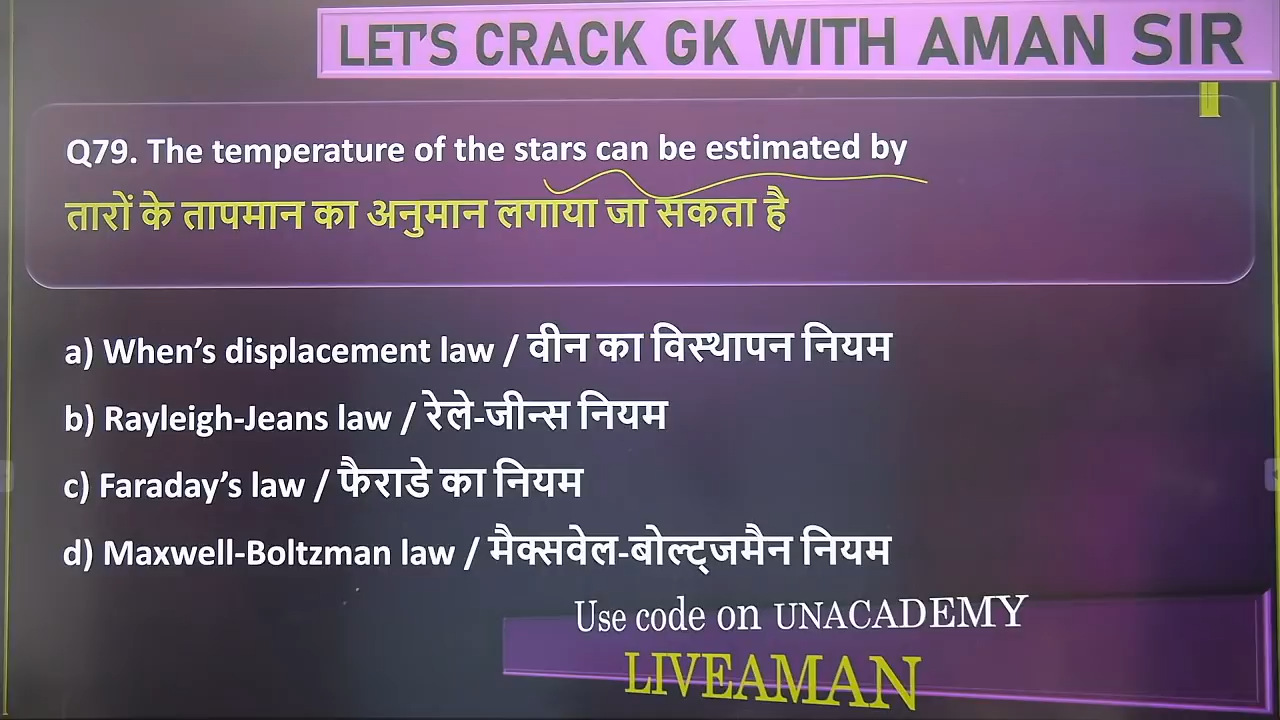 LET'S CRACK GK WITH AMAN SIR
Q79. The temperature of the stars can be estimated by
तारों के तापमान का अनुमान लगाया जा सकता है
a) When’s displacement law / वीन का विस्थापन नियम
b) Rayleigh-Jeans law / रेले-जीन्स नियम
c) Faraday’s law / फैराडे का नियम
d) Maxwell-Boltzman law / मैक्सवेल-बोल्ट्जमैन नियम
Use code on UNACADEMY
LIVEAMAN